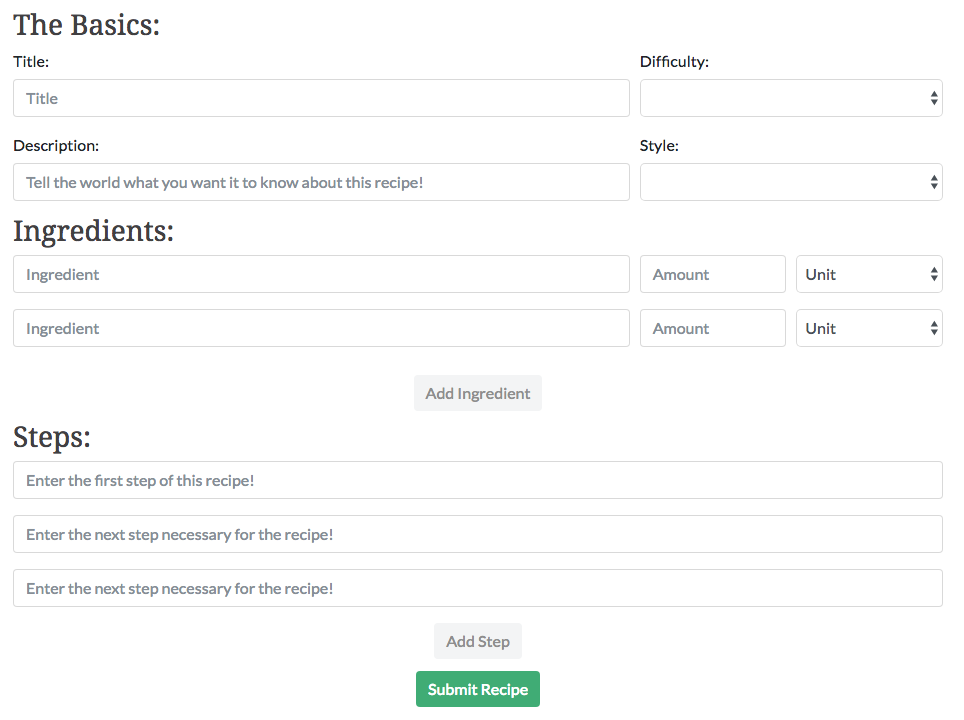 The Basics:
Title: Difficulty:
Title
Description: Style:
Tell the world what you want it to know about this recipe!
Ingredients:
Ingredient Amount Unit
Ingredient Amount Unit
Add Ingredient
Steps:
Enter the first step of this recipe!
Enter the next step necessary for the recipe!
Enter the next step necessary for the recipe!
Add Step
Submit Recipe